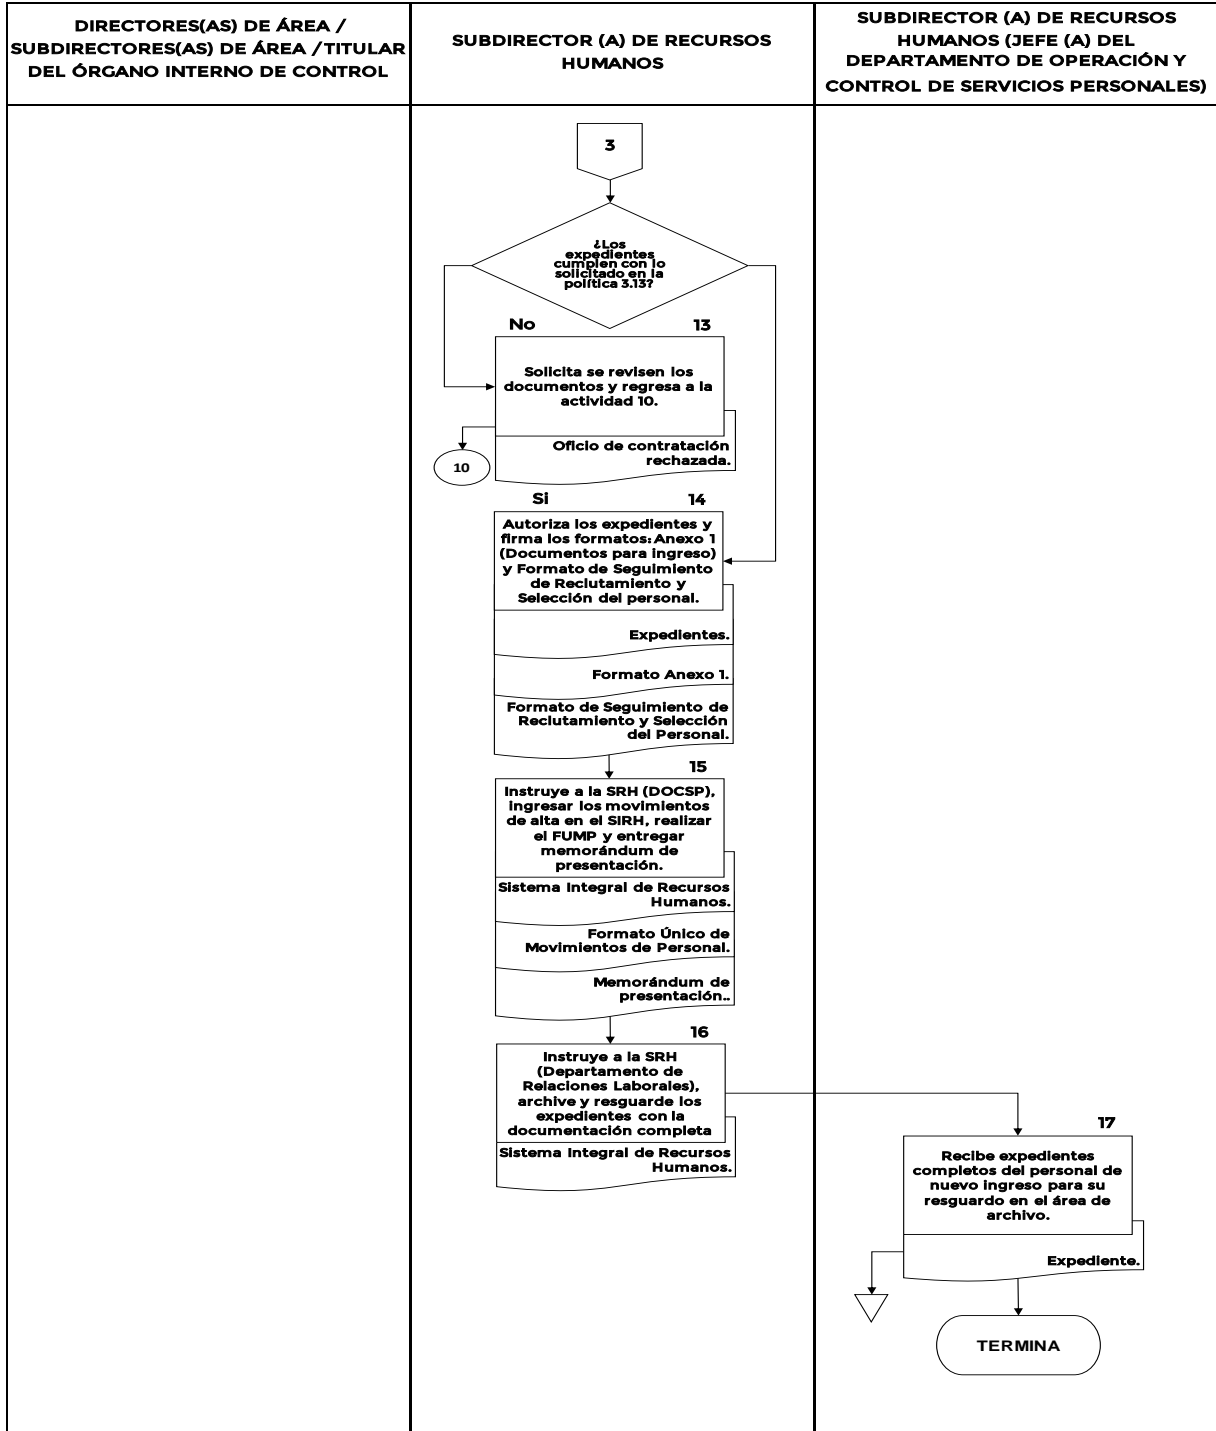 DIRECTORES(AS) DE ÁREA /
SUBDIRECTORES(AS) DE ÁREA / TITULAR
DEL ÓRGANO INTERNO DE CONTROL
SUBDIRECTOR (A) DE RECURSOS
HUMANOS
SUBDIRECTOR (A) DE RECURSOS
HUMANOS (JEFE (A) DEL
DEPARTAMENTO DE OPERACIÓN Y
CONTROL DE SERVICIOS PERSONALES)
3
¿Los
expedientes
cumplen con lo
solicitado en la
política 3.13?
No
13
Solicita se revisen los
documentos y regresa a la
actividad 10.
Oficio de contratación
rechazada.
10
Si
14
Autoriza los expedientes y
firma los formatos: Anexo 1
(Documentos para ingreso)
y Formato de Seguimiento
de Reclutamiento y
Selección del personal.
Expedientes.
Formato Anexo 1.
Formato de Seguimiento de
Reclutamiento y Selección
del Personal.
15
Instruye a la SRH (DOCSP),
ingresar los movimientos
de alta en el SIRH, realizar
el FUMP y entregar
memorándum de
presentación.
Sistema Integral de Recursos
Humanos.
Formato Único de
Movimientos de Personal.
Memorándum de
presentación..
16
Instruye a la SRH
(Departamento de
Relaciones Laborales),
archive y resguarde los
expedientes con la
documentación completa
Sistema Integral de Recursos
Humanos.
17
Recibe expedientes
completos del personal de
nuevo ingreso para su
resguardo en el área de
archivo.
Expediente.
TERMINA